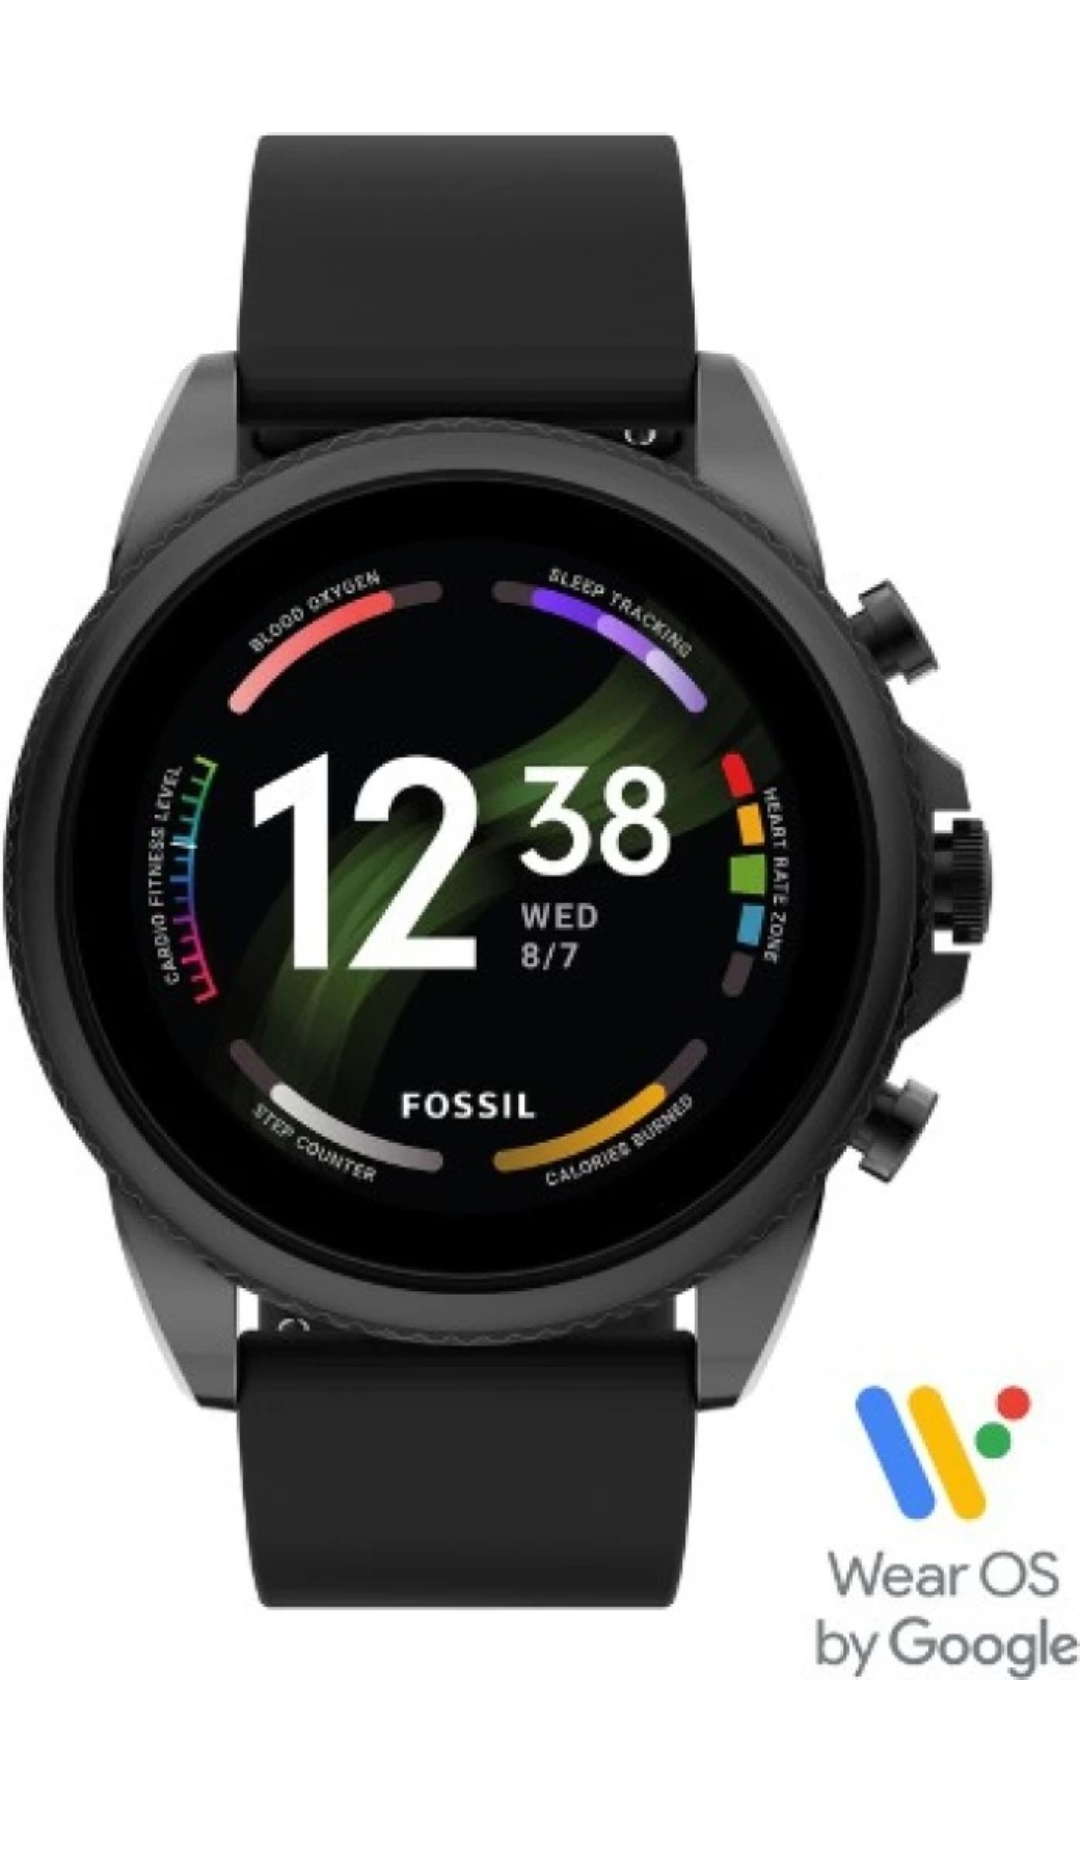 BLOOD OXYGEN
SLEEP TRACKING
CARDIO FITNESS LEVEL
12
38
WED
8/7
HEART RATE ZONE
FOSSIL
STEP COUNTER
CALORIES BURNED
Wear OS
by Google